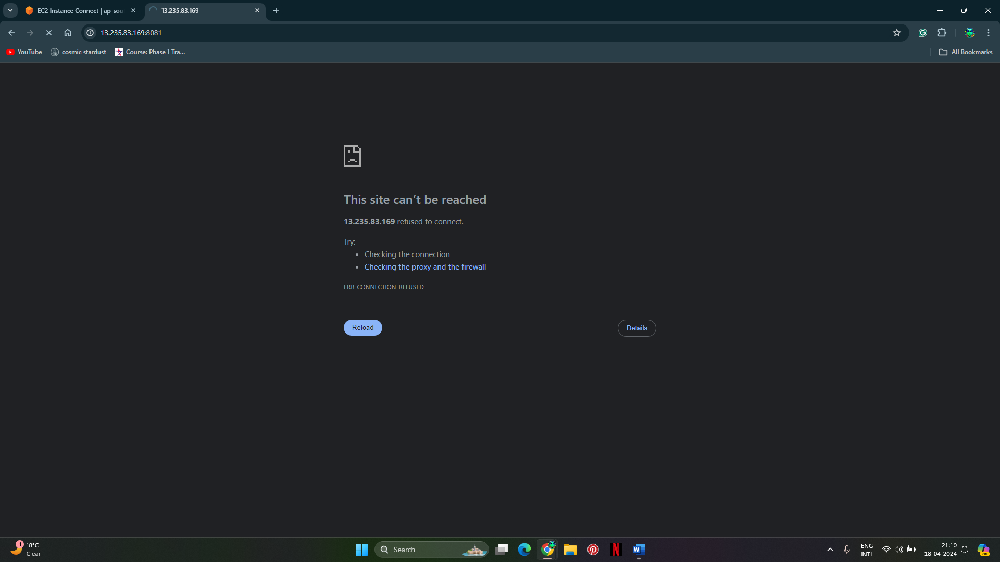 EC2 Instance Connect | ap-sou
13.235.83.169
13.235.83.169:8081
YouTube
cosmic stardust
Course: Phase 1 Tra...
All Bookmarks
This site can’t be reached
13.235.83.169 refused to connect.
Try:
• Checking the connection
• Checking the proxy and the firewall
ERR_CONNECTION_REFUSED
Reload
Details
1
18°C
Clear
Search
W
N
ENG
INTL
21:10
18-04-2024
PRE